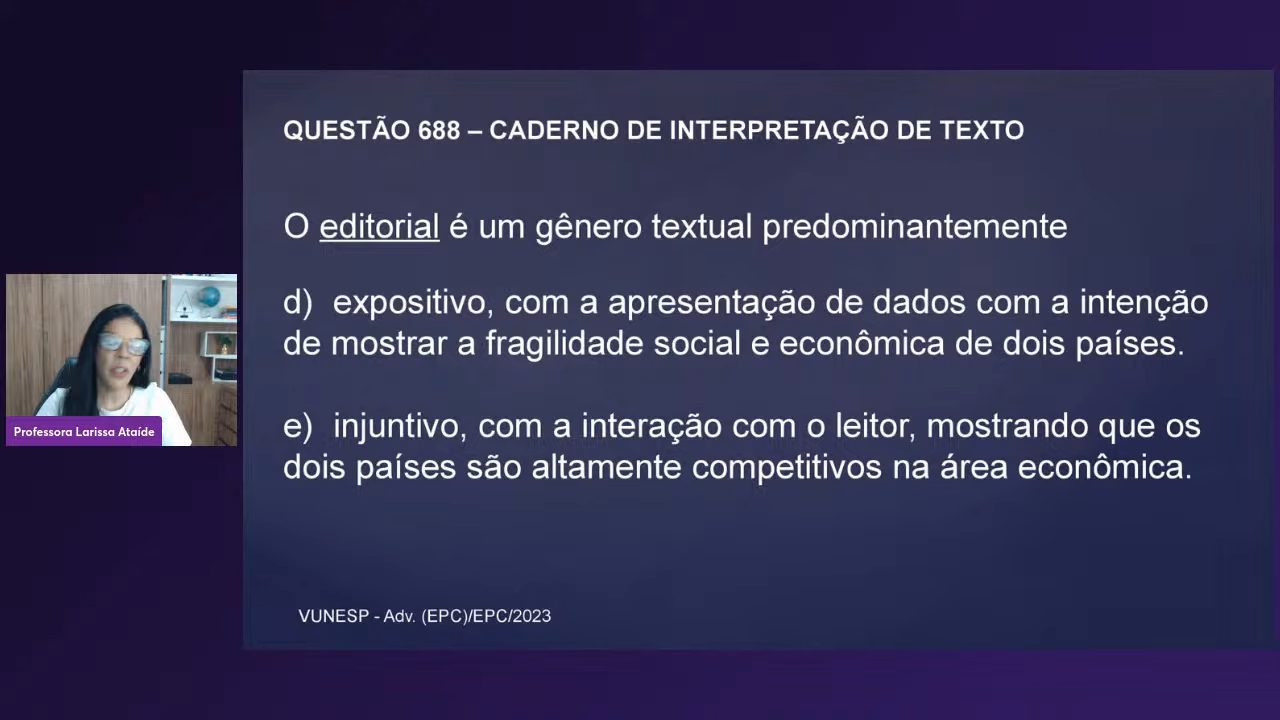 QUESTÃO 688 – CADERNO DE INTERPRETAÇÃO DE TEXTO
O editorial é um gênero textual predominantemente
d) expositivo, com a apresentação de dados com a intenção
de mostrar a fragilidade social e econômica de dois países.
e) injuntivo, com a interação com o leitor, mostrando que os
dois países são altamente competitivos na área econômica.
Professora Larissa Ataíde
VUNESP - Adv. (EPC)/EPC/2023